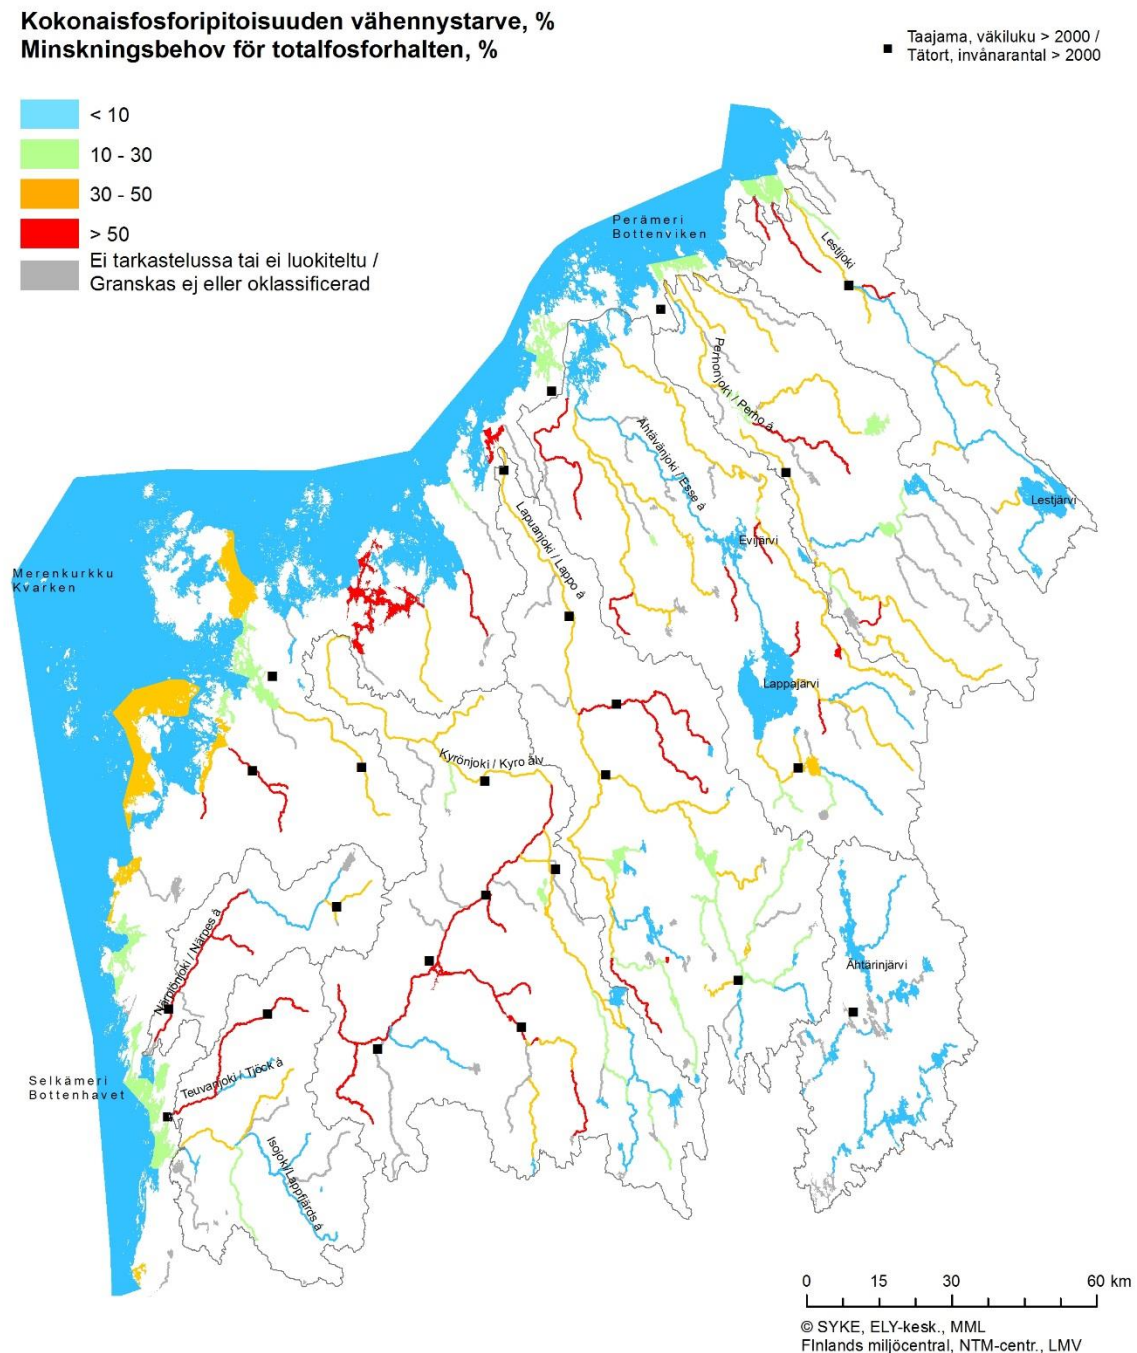 Kokonaisfosforipitoisuuden vähennystarve, %
Minskningsbehov för totalfosforhalten, %
Taajama, väkiluku > 2000 /
Tätort, invånarantal > 2000
< 10
10 - 30
30 - 50
> 50
Ei tarkastelussa tai ei luokiteltu /
Granskas ej eller oklassificerad
Perämeri
Bottenviken
Lestijoki
Perhonjoki / Perho å
Ähtävänjoki / Esse å
Lestjärvi
Evijärvi
Lapuanjoki / Lappo å
Merenkurkku
Kvarken
Lappajärvi
Kyrönjoki / Kyro älv
Närpiönjoki / Närpes å
Ähtärinjärvi
Selkämeri
Bottenhavet
Teuvanjoki / Tjöck å
Isojoki/Lappfjärds å
0 15 30 60 km
© SYKE, ELY-kesk., MML
FInlands miljöcentral, NTM-centr., LMV